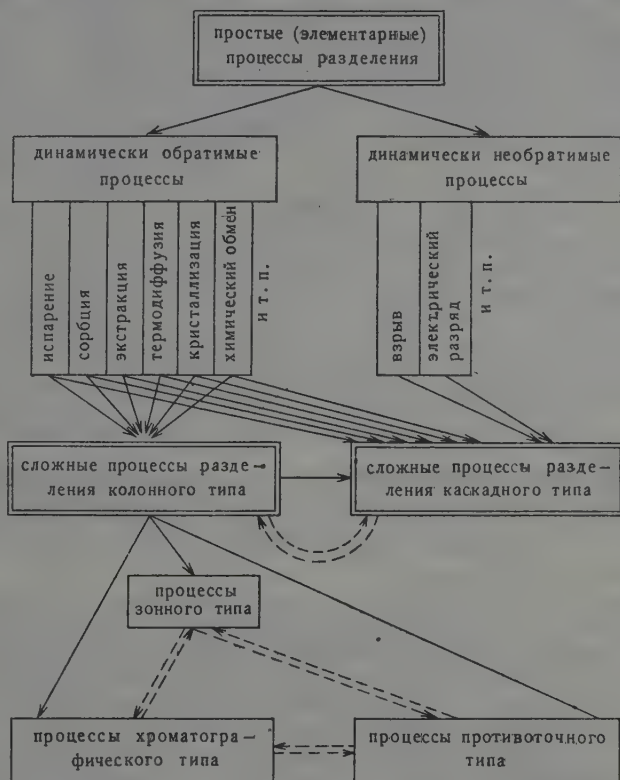 простые (элементарные)
процессы разделения
динамически обратимые
процессы
динамически необратимые
процессы
испарение
сорбция
экстракция
термодиффузия
кристаллизация
химический обмен
и т. п.
взрыв
электрический
разряд
и т. п.
сложные процессы разде-
ления колонного типа
сложные процессы разде-
ления каскадного типа
процессы
зонного типа
процессы хроматогра-
фического типа
процессы противоточного
типа